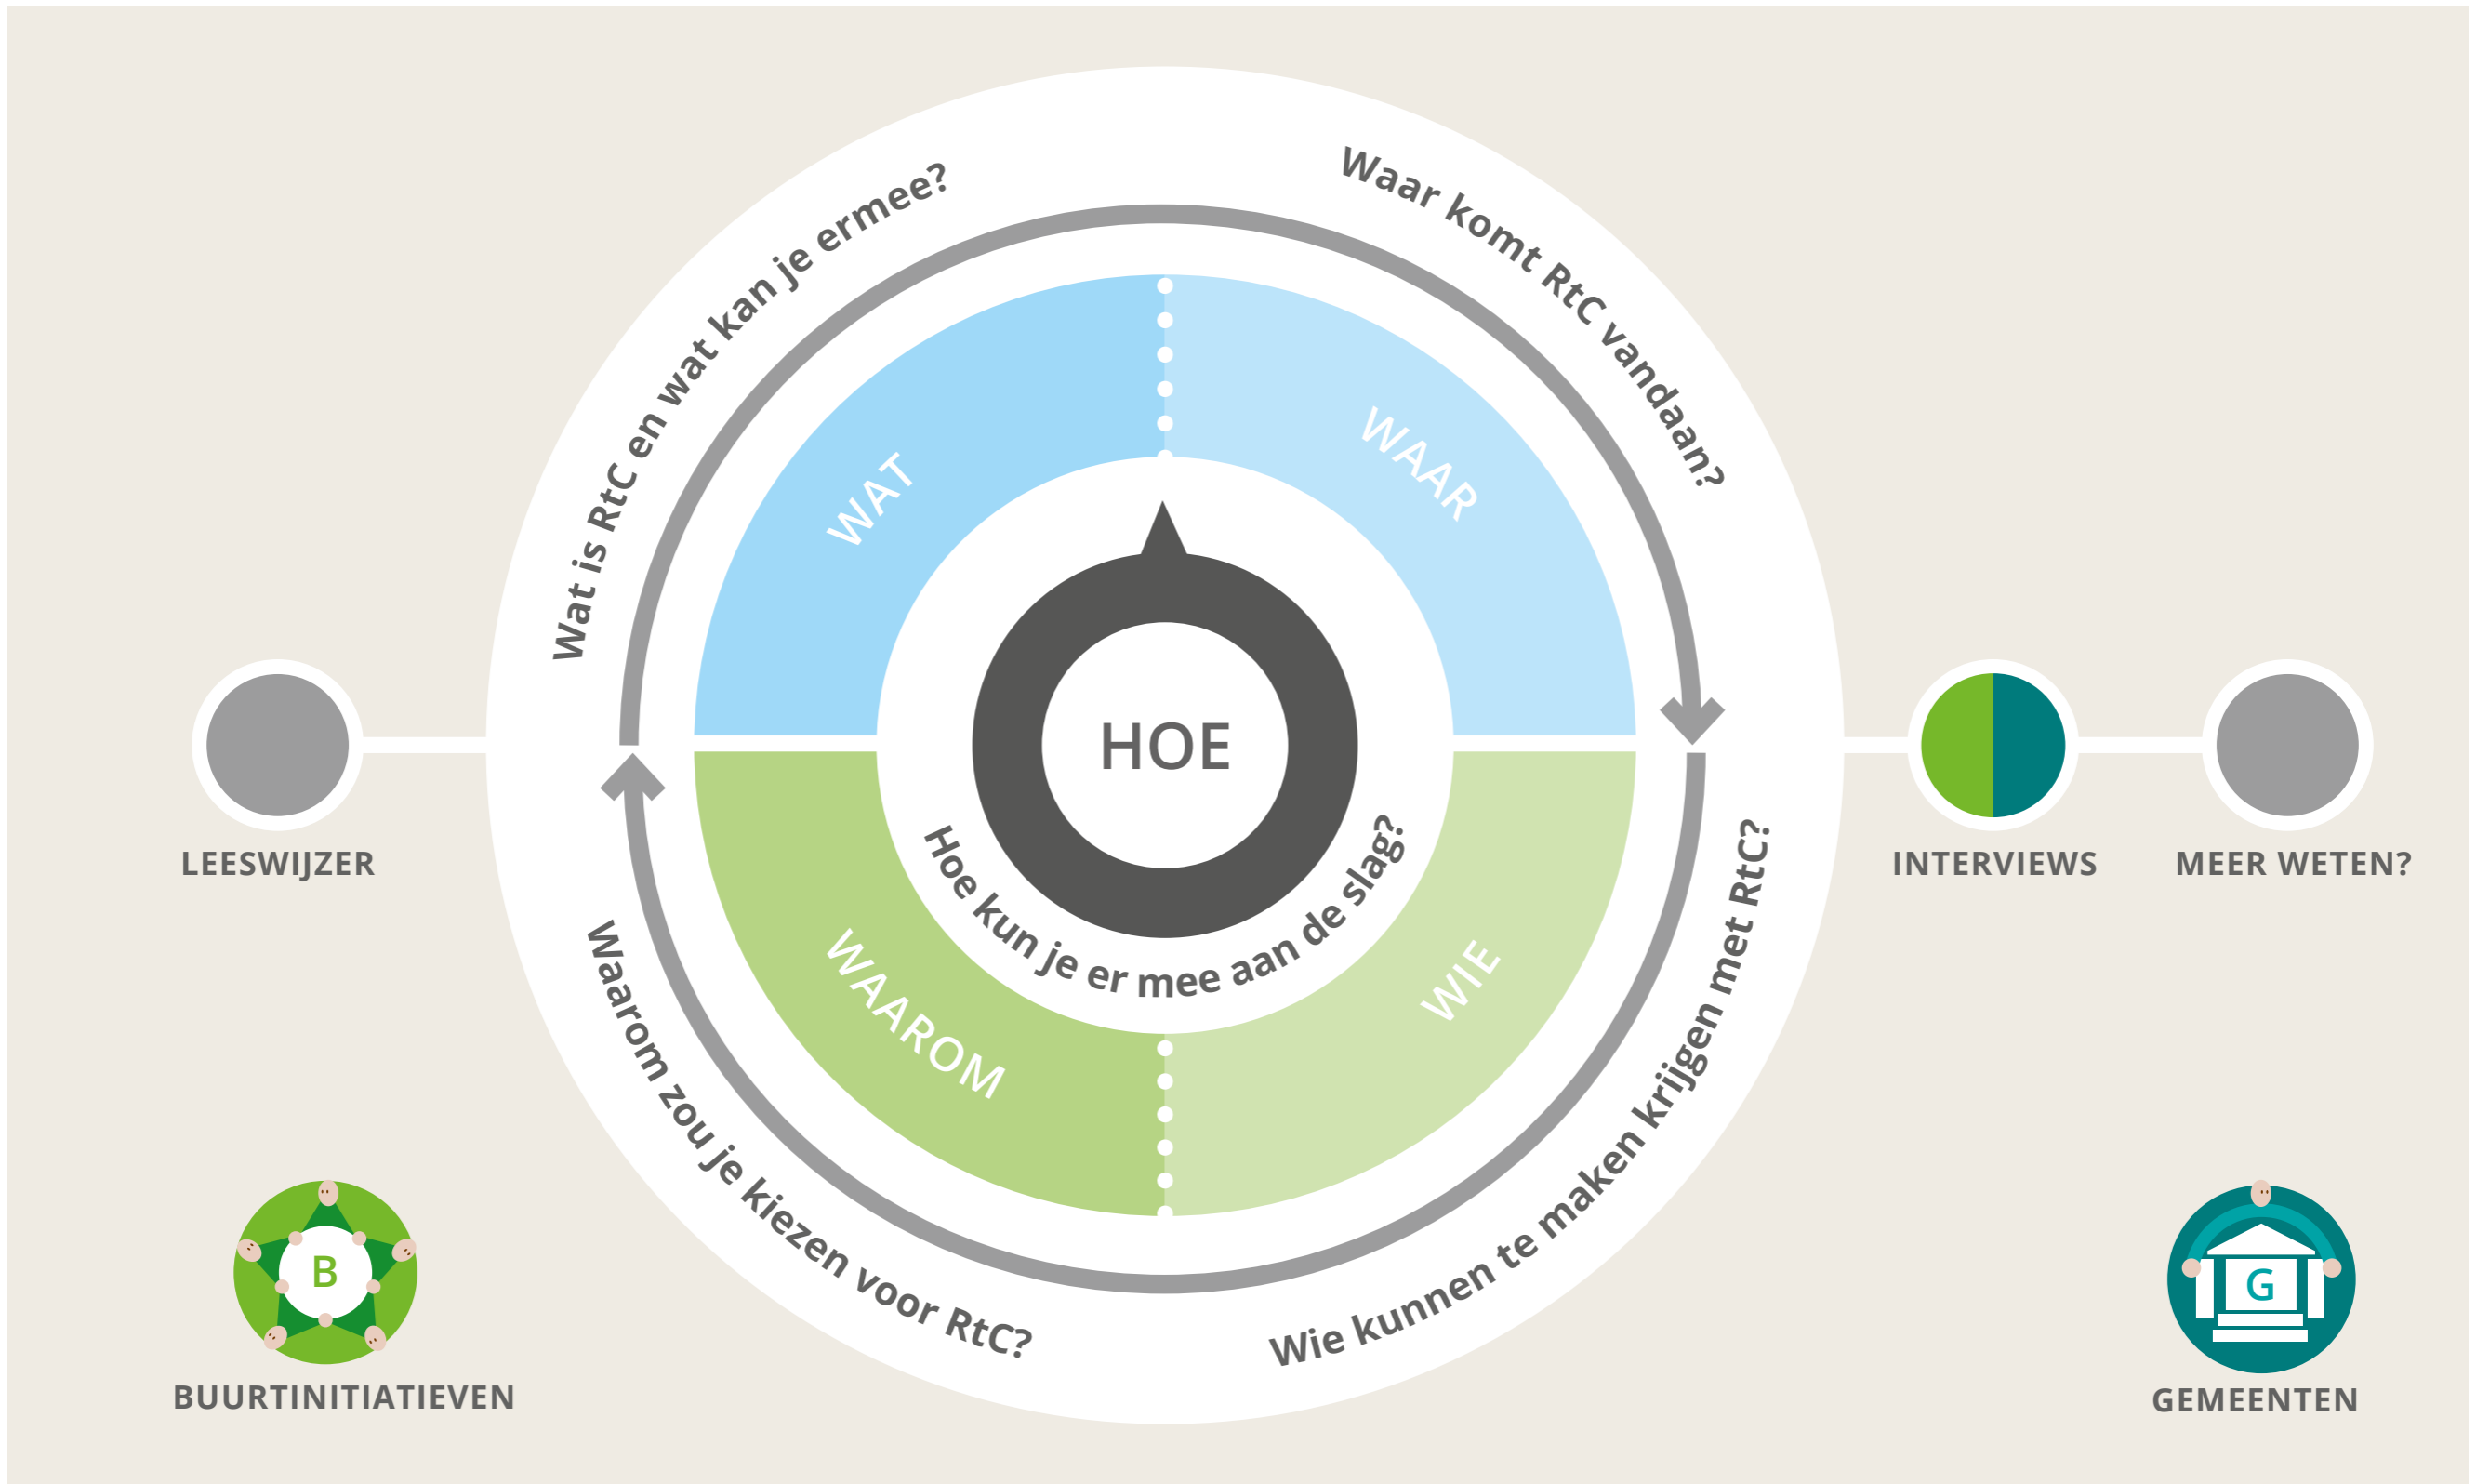 Wat is RtC en wat kan je ermee?
Waar komt RtC vandaan?
WAT
WAAR
HOE
Hoe kun je er mee aan de slag?
LEESWIJZER
INTERVIEWS
MEER WETEN?
WAAROM
WIE
Waarom zou je kiezen voor RtC?
Wie kunnen te maken krijgen met RtC?
B
BUURTINITIATIEVEN
G
GEMEENTEN